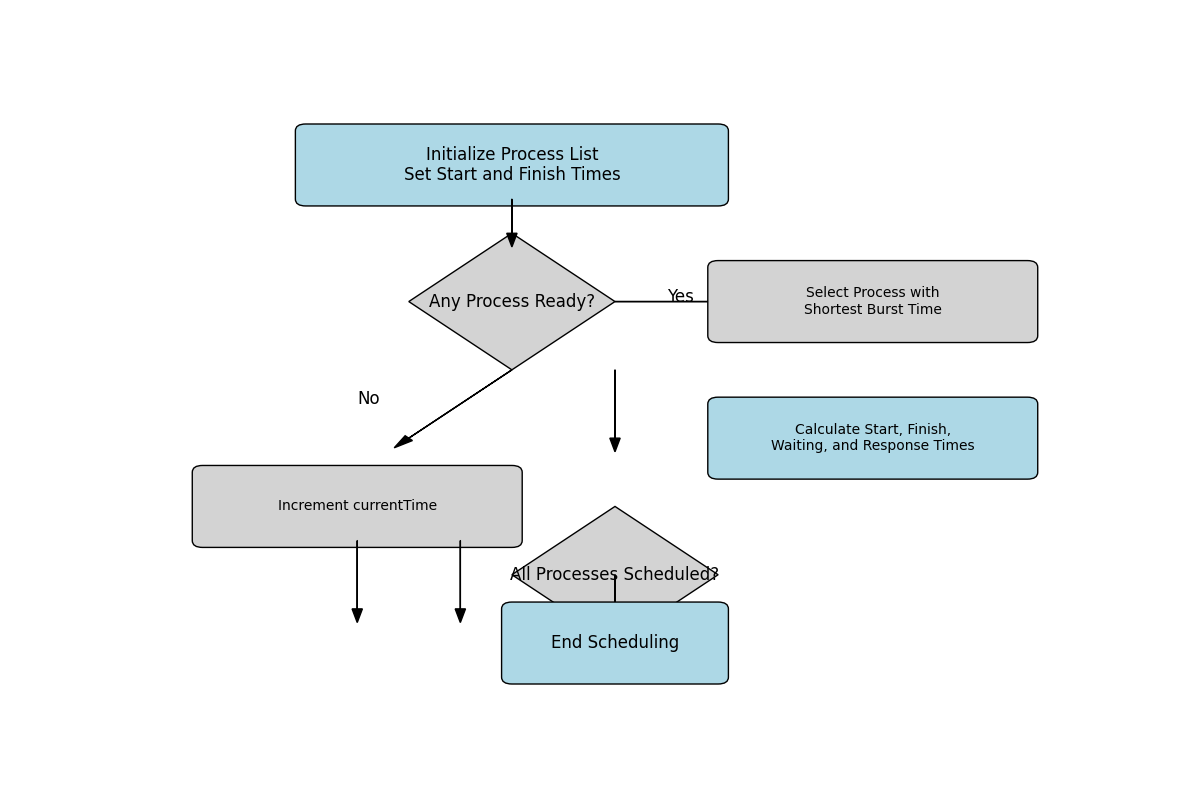 Initialize Process List
Set Start and Finish Times
Any Process Ready?
Yes
Select Process with
Shortest Burst Time
No
Calculate Start, Finish,
Waiting, and Response Times
Increment currentTime
All Processes Scheduled?
End Scheduling